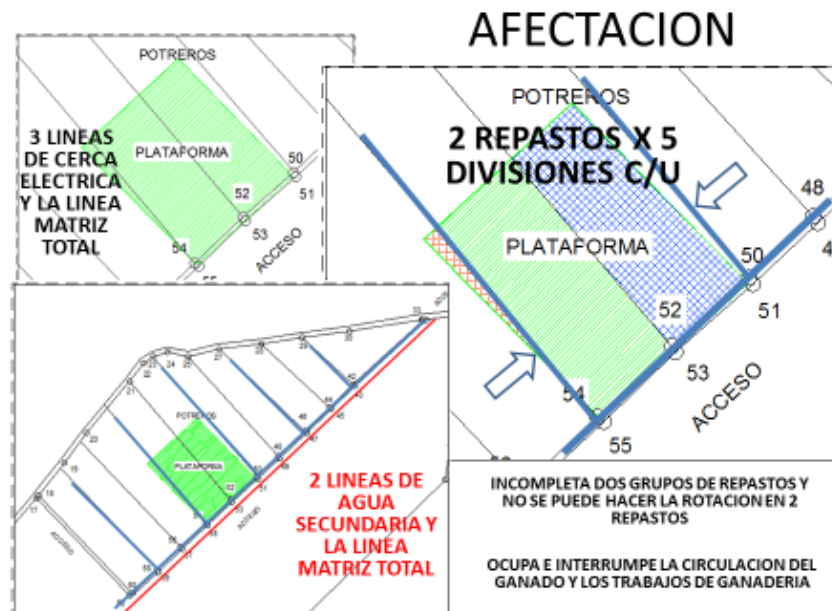 AFECTACION
POTREROS
3 LINEAS
DE CERCA
ELECTRICA
Y LA LINEA
MATRIZ
TOTAL
PLATAFORMA
50
51
52
53
54
ACCESO
POTREROS
2 REPASTOS X 5
DIVISIONES C/U
PLATAFORMA
48
50
51
52
53
54
55
ACCESO
POTREROS
PLATAFORMA
ACCESO
2 LINEAS DE
AGUA
SECUNDARIA Y
LA LINEA
MATRIZ TOTAL
INCOMPLETA DOS GRUPOS DE REPASTOS Y
NO SE PUEDE HACER LA ROTACION EN 2
REPASTOS
OCUPA E INTERRUMPE LA CIRCULACION DEL
GANADO Y LOS TRABAJOS DE GANADERIA